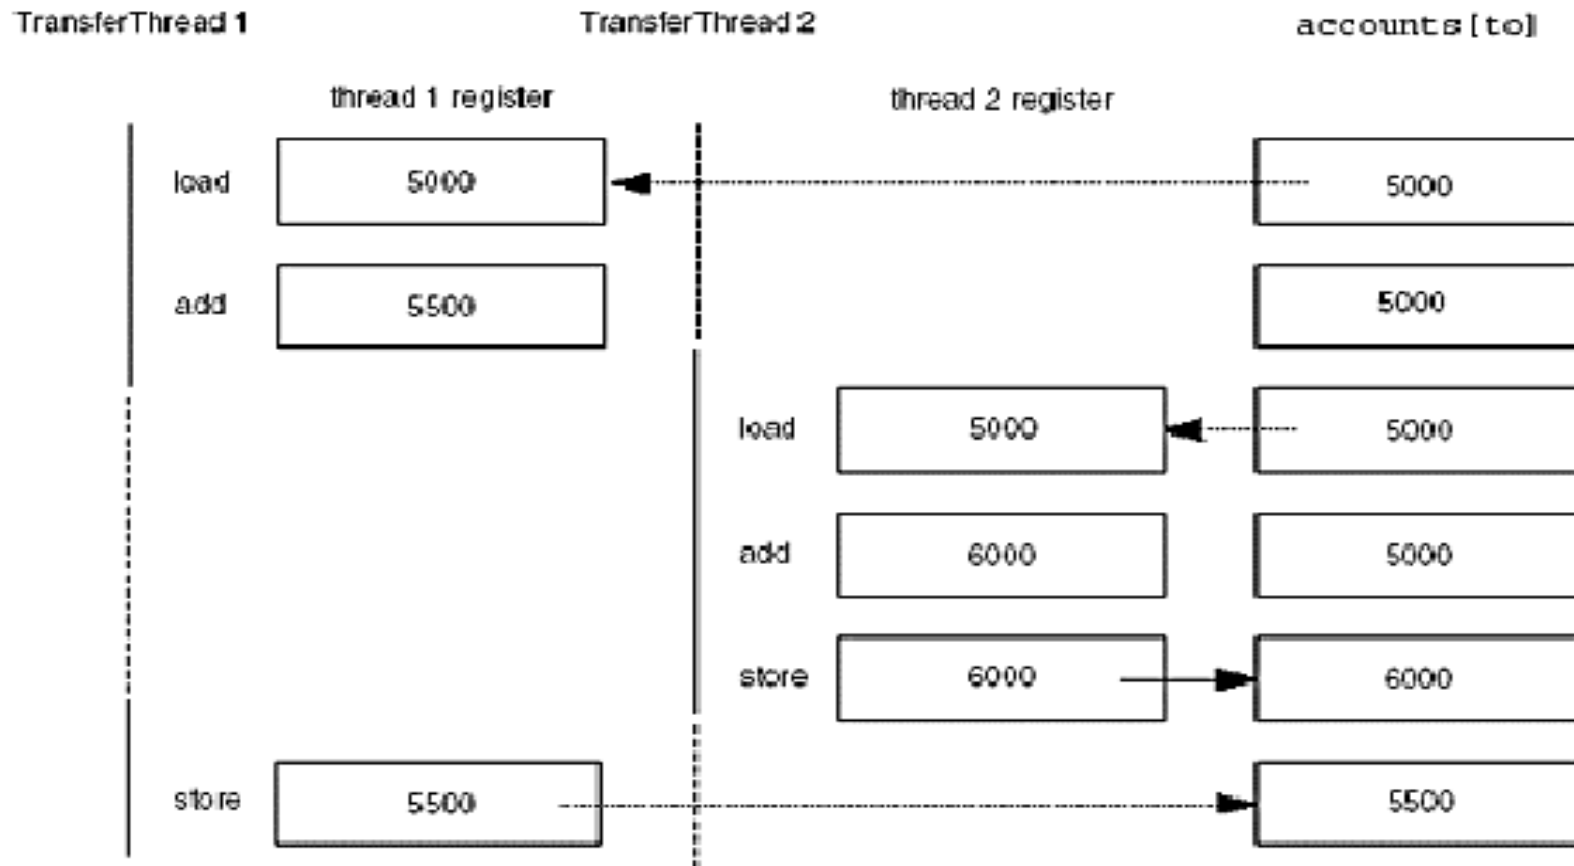 TransferThread 1 TransferThread 2 accounts[to]
thread 1 register thread 2 register
load 5000 5000
add 5500 5000
load 5000 5000
add 6000 5000
store 6000 6000
store 5500 5500